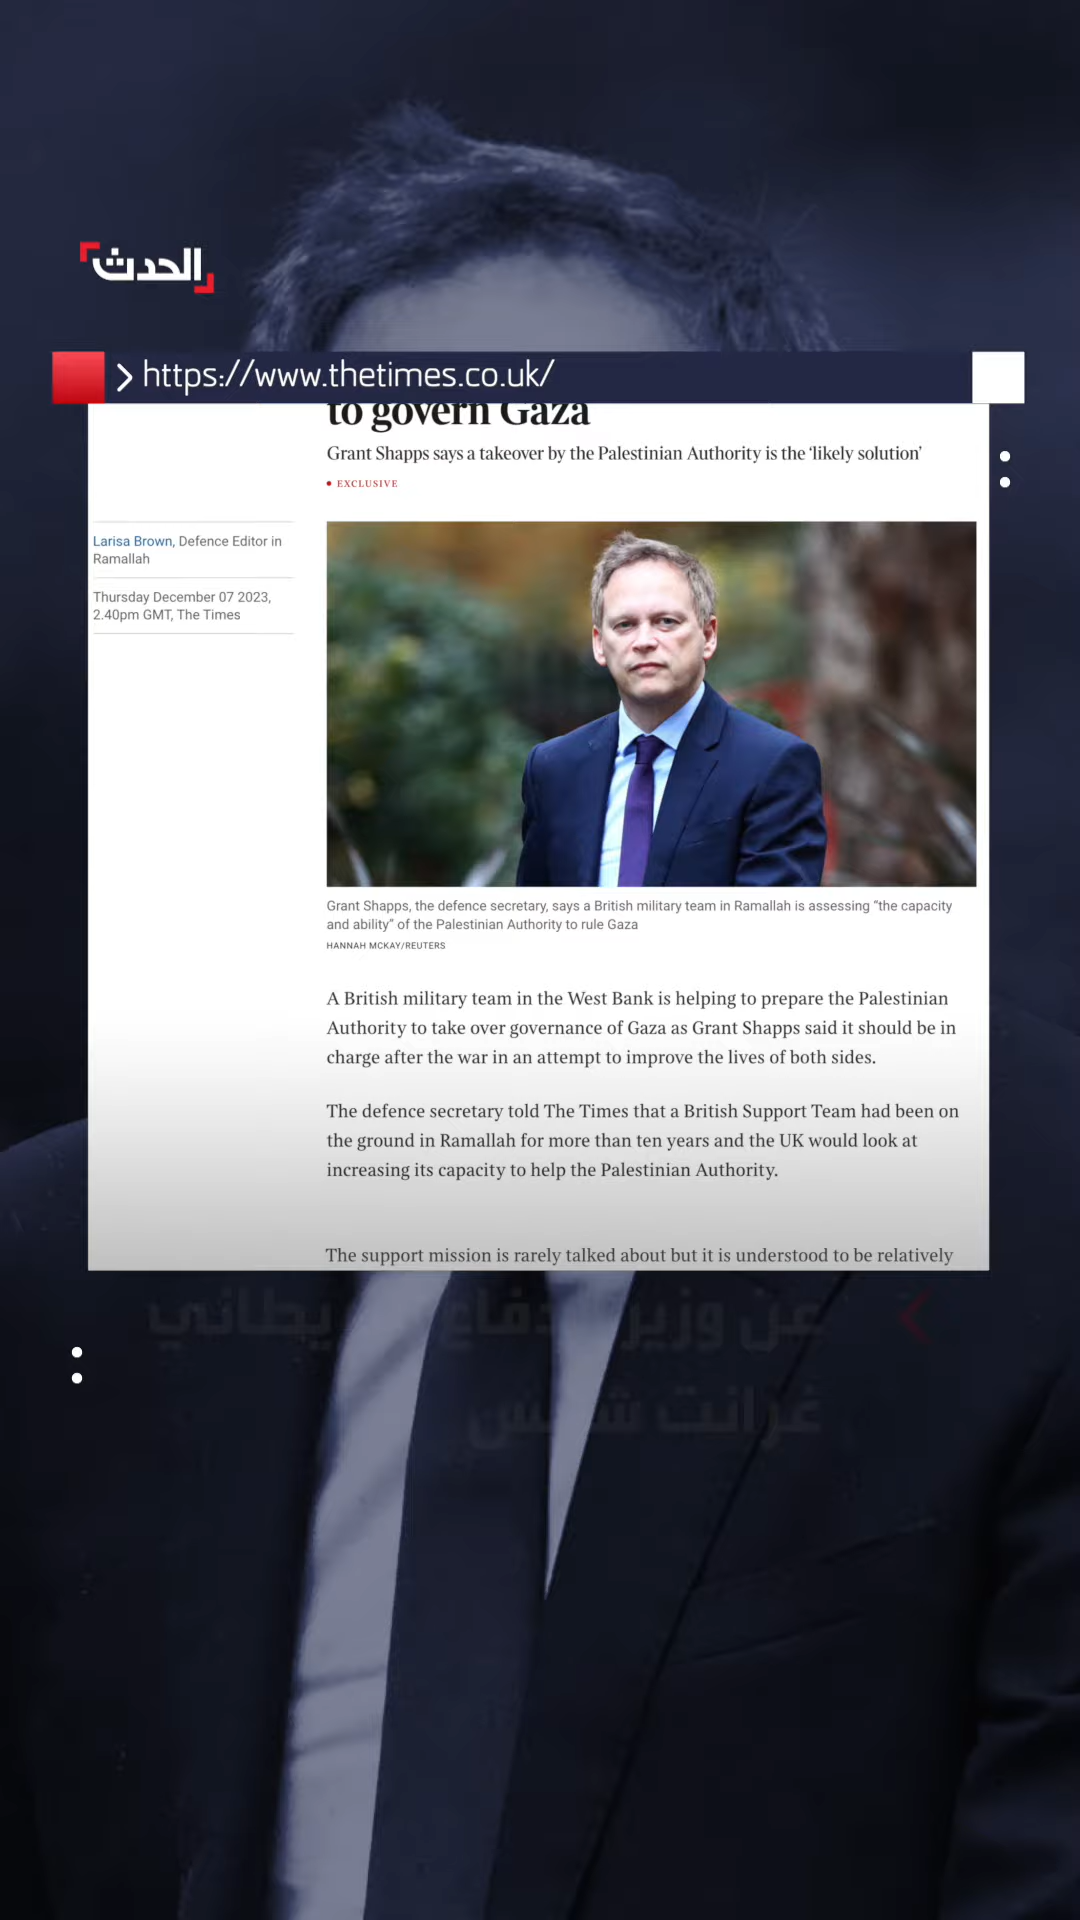 الحدث
https://www.thetimes.co.uk/
to govern Gaza
Grant Shapps says a takeover by the Palestinian Authority is the ‘likely solution’
• EXCLUSIVE
Larisa Brown, Defence Editor in
Ramallah
Thursday December 07 2023,
2.40pm GMT, The Times
Grant Shapps, the defence secretary, says a British military team in Ramallah is assessing “the capacity
and ability” of the Palestinian Authority to rule Gaza
HANNAH MCKAY/REUTERS
A British military team in the West Bank is helping to prepare the Palestinian
Authority to take over governance of Gaza as Grant Shapps said it should be in
charge after the war in an attempt to improve the lives of both sides.
The defence secretary told The Times that a British Support Team had been on
the ground in Ramallah for more than ten years and the UK would look at
increasing its capacity to help the Palestinian Authority.
The support mission is rarely talked about but it is understood to be relatively
عن وزير
غرانت